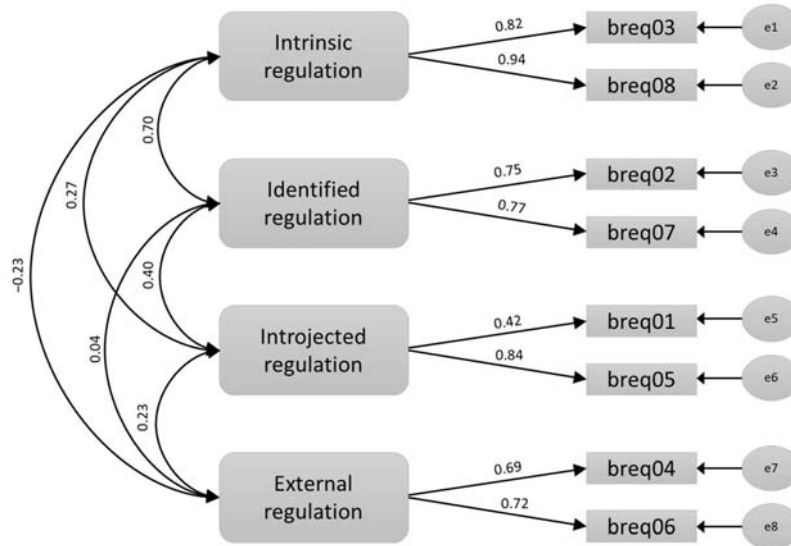 Intrinsic
regulation
0.82
breq03
e1
0.94
breq08
e2
0.70
Identified
regulation
0.75
breq02
e3
0.77
breq07
e4
0.27
−0.23
0.40
0.04
Introjected
regulation
0.42
breq01
e5
0.84
breq05
e6
0.23
External
regulation
0.69
breq04
e7
0.72
breq06
e8